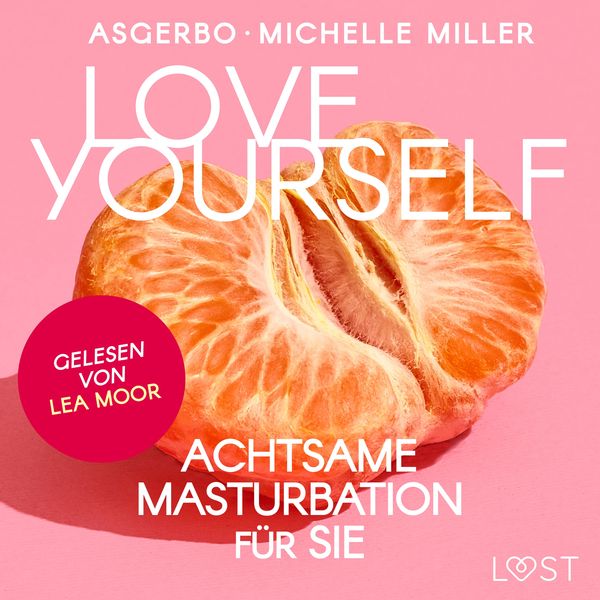 ASGERBO · MICHELLE MILLER
LOVE
YOURSELF
GELESEN
VON
LEA MOOR
ACHTSAME
MASTURBATION
FÜR SIE
LUST